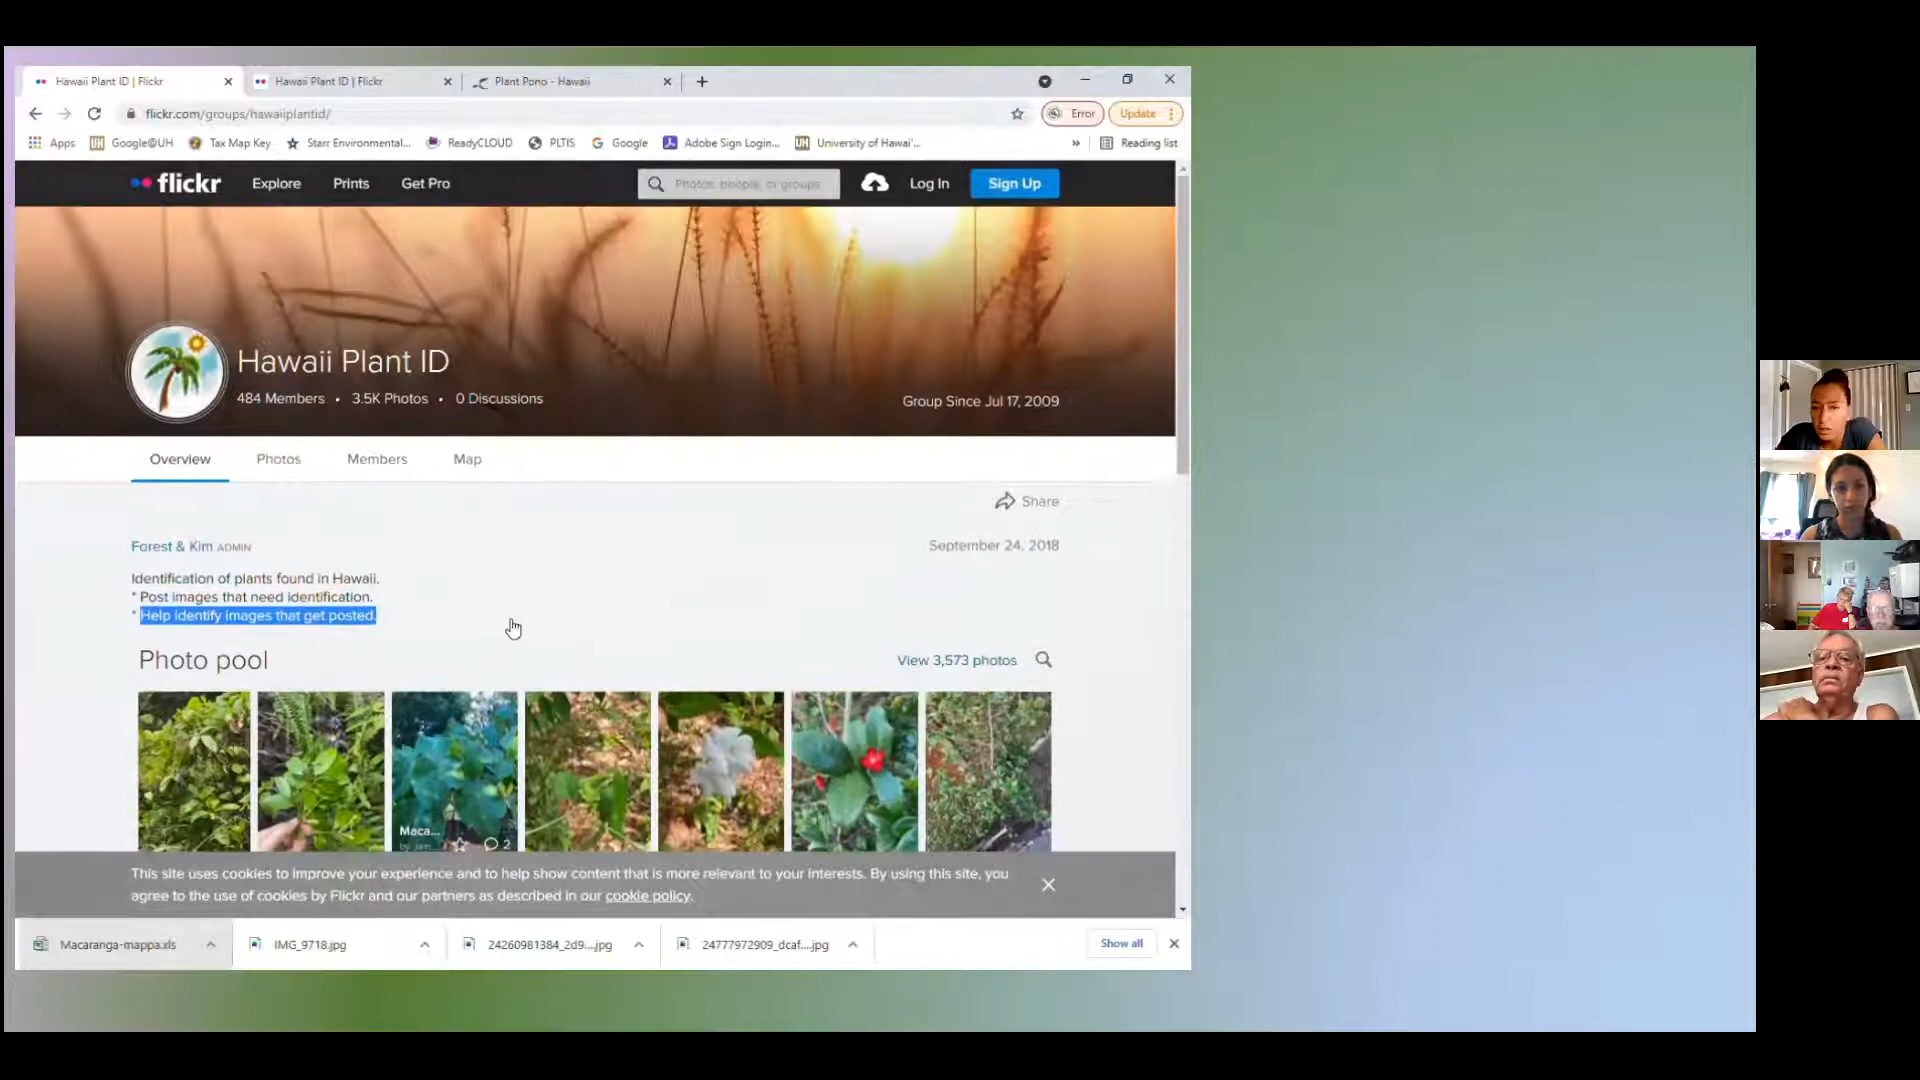 Hawaii Plant ID | Flickr
Hawaii Plant ID | Flickr
Plant Pono - Hawaii
flickr.com/groups/hawaiiplantid/
Error
Update
Apps
Google@UH
Tax Map Key
Starr Environmental...
ReadyCLOUD
PLTIS
Google
Adobe Sign Login...
University of Hawai'...
»
Reading list
flickr
Explore
Prints
Get Pro
Photos, people, or groups
Log In
Sign Up
Hawaii Plant ID
484 Members • 3.5K Photos • 0 Discussions
Group Since Jul 17, 2009
Overview
Photos
Members
Map
Share
Forest & Kim ADMIN
September 24, 2018
Identification of plants found in Hawaii.
* Post images that need identification.
* Help identify images that get posted.
Photo pool
View 3,573 photos
Maca...
2
This site uses cookies to improve your experience and to help show content that is more relevant to your interests. By using this site, you
agree to the use of cookies by Flickr and our partners as described in our cookie policy.
Macaranga-mappa.xls
IMG_9718.jpg
24260981384_2d9....jpg
24777972909_dcaf....jpg
Show all